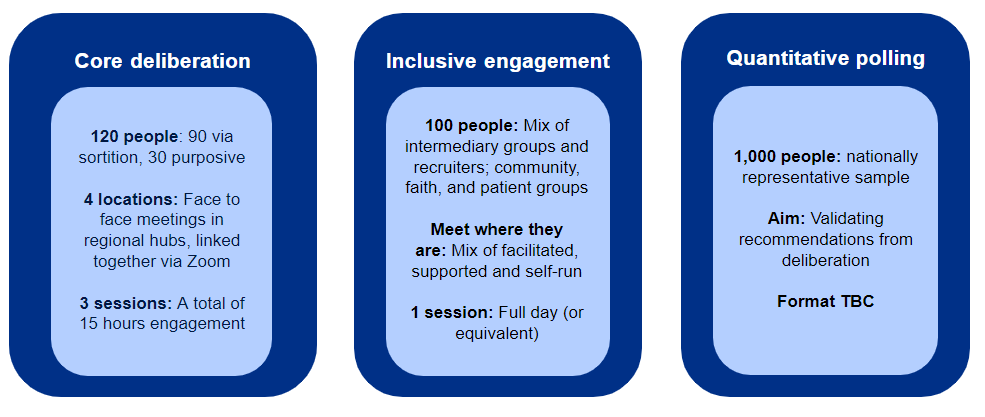 Core deliberation
120 people: 90 via
sortition, 30 purposive
4 locations: Face to
face meetings in
regional hubs, linked
together via Zoom
3 sessions: A total of
15 hours engagement
Inclusive engagement
100 people: Mix of
intermediary groups and
recruiters; community,
faith, and patient groups
Meet where they
are: Mix of facilitated,
supported and self-run
1 session: Full day (or
equivalent)
Quantitative polling
1,000 people: nationally
representative sample
Aim: Validating
recommendations from
deliberation
Format TBC